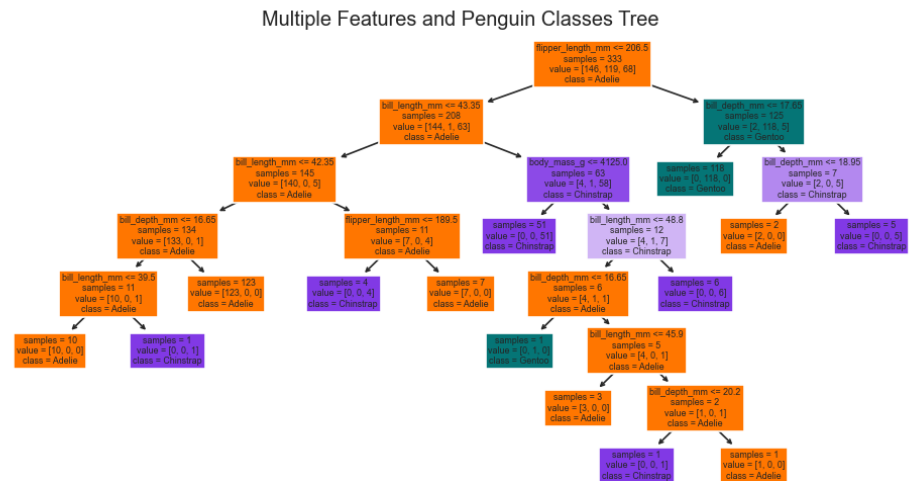 Multiple Features and Penguin Classes Tree
flipper_length_mm <= 206.5
samples = 333
value = [146, 119, 68]
class = Adelie
bill_length_mm <= 43.35
samples = 208
value = [144, 1, 63]
class = Adelie
bill_depth_mm <= 17.65
samples = 125
value = [2, 118, 5]
class = Gentoo
bill_length_mm <= 42.35
samples = 145
value = [140, 0, 5]
class = Adelie
body_mass_g <= 4125.0
samples = 63
value = [4, 1, 58]
class = Chinstrap
samples = 118
value = [0, 118, 0]
class = Gentoo
bill_depth_mm <= 18.95
samples = 7
value = [2, 0, 5]
class = Chinstrap
bill_depth_mm <= 16.65
samples = 134
value = [133, 0, 1]
class = Adelie
flipper_length_mm <= 189.5
samples = 11
value = [7, 0, 4]
class = Adelie
samples = 51
value = [0, 0, 51]
class = Chinstrap
bill_length_mm <= 48.8
samples = 12
value = [4, 1, 7]
class = Chinstrap
samples = 2
value = [2, 0, 0]
class = Adelie
samples = 5
value = [0, 0, 5]
class = Chinstrap
bill_length_mm <= 39.5
samples = 11
value = [10, 0, 1]
class = Adelie
samples = 123
value = [123, 0, 0]
class = Adelie
samples = 4
value = [0, 0, 4]
class = Chinstrap
samples = 7
value = [7, 0, 0]
class = Adelie
bill_depth_mm <= 16.65
samples = 6
value = [4, 1, 1]
class = Adelie
samples = 6
value = [0, 0, 6]
class = Chinstrap
samples = 10
value = [10, 0, 0]
class = Adelie
samples = 1
value = [0, 0, 1]
class = Chinstrap
samples = 1
value = [0, 1, 0]
class = Gentoo
bill_length_mm <= 45.9
samples = 5
value = [4, 0, 1]
class = Adelie
samples = 3
value = [3, 0, 0]
class = Adelie
bill_depth_mm <= 20.2
samples = 2
value = [1, 0, 1]
class = Adelie
samples = 1
value = [0, 0, 1]
class = Chinstrap
samples = 1
value = [1, 0, 0]
class = Adelie